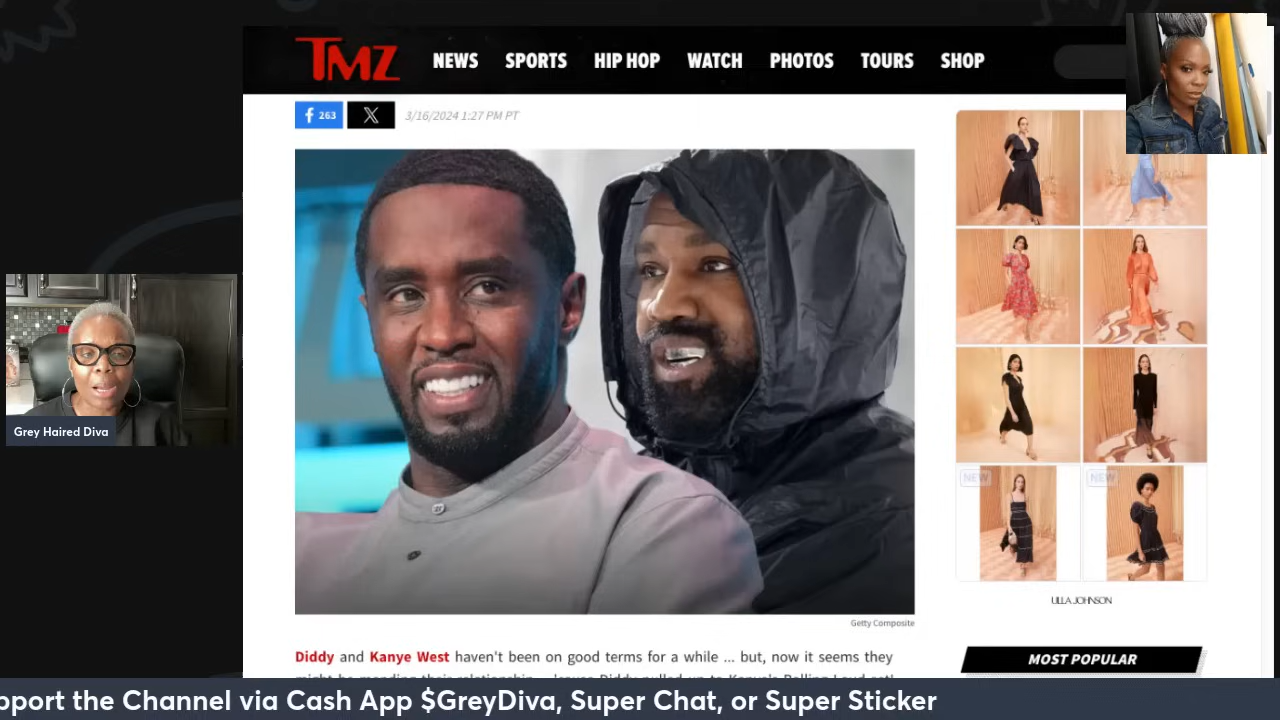 TMZ
NEWS SPORTS HIP HOP WATCH PHOTOS TOURS SHOP
f 263 X 3/16/2024 1:27 PM PT
Grey Haired Diva
NEW NEW
ULLA JOHNSON
Getty Composite
Diddy and Kanye West haven't been on good terms for a while ... but, now it seems they
MOST POPULAR
pport the Channel via Cash App $GreyDiva, Super Chat, or Super Sticker